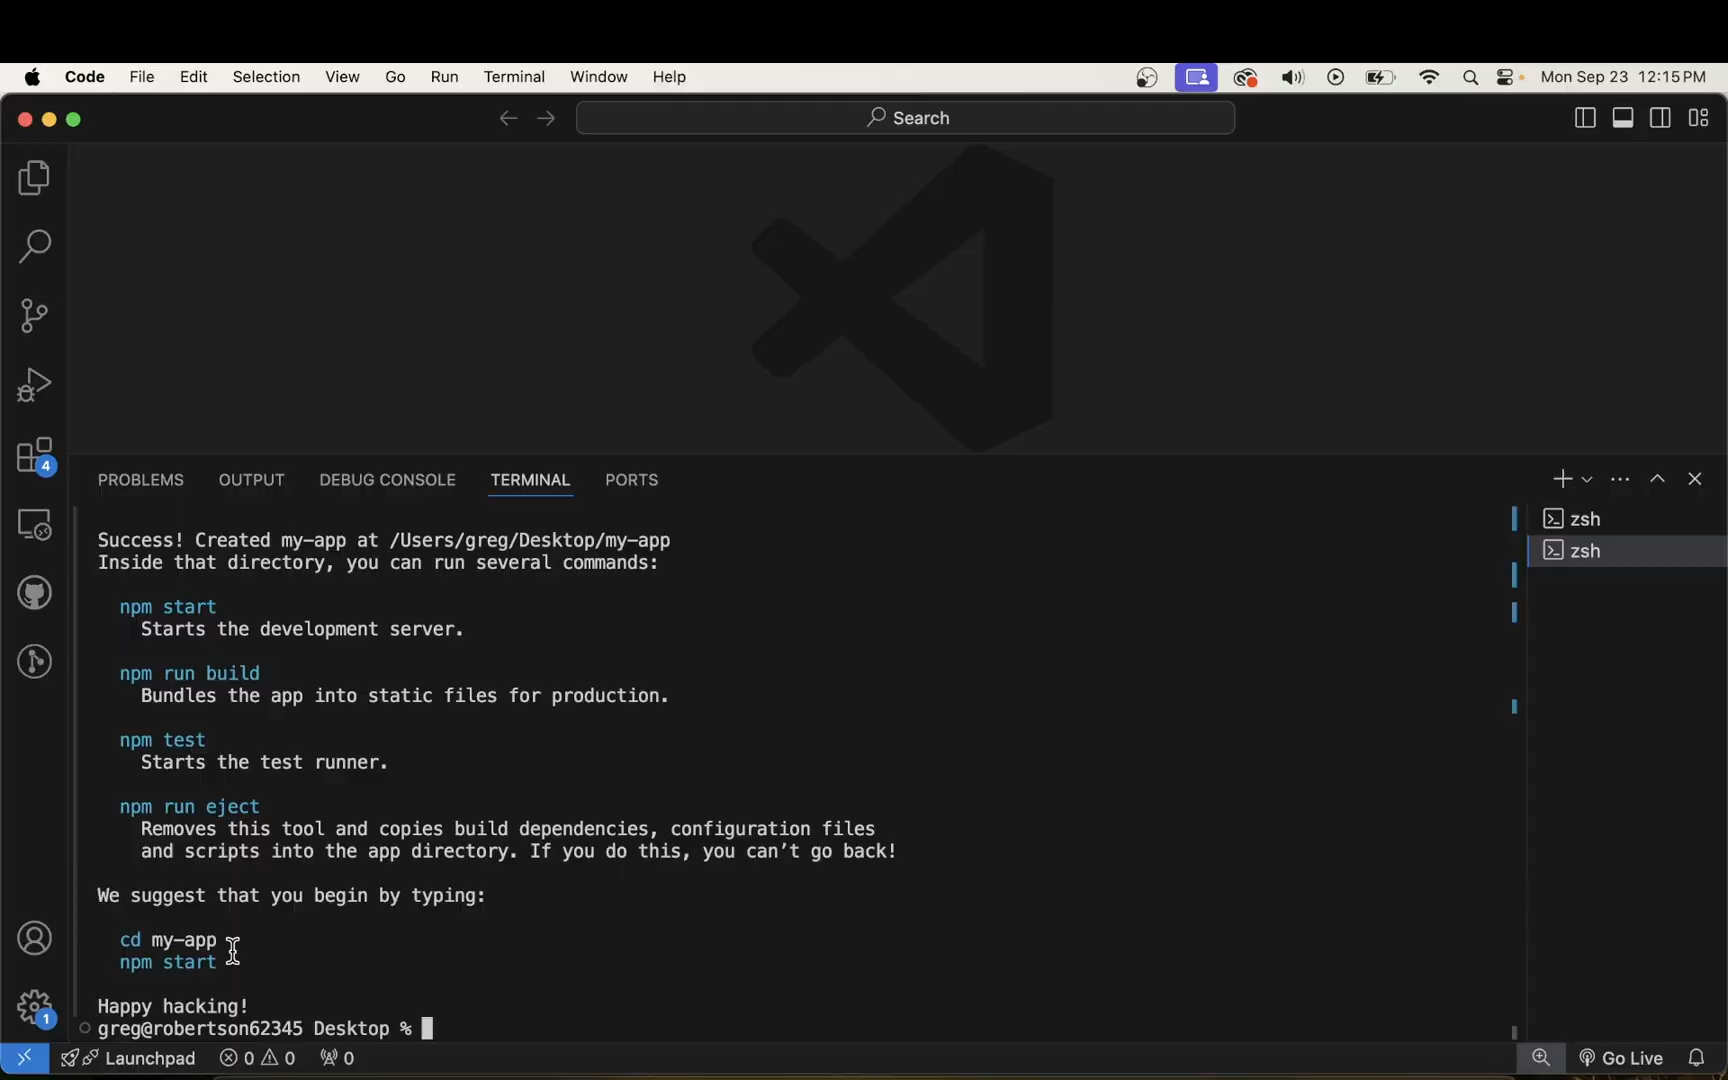 Code File Edit Selection View Go Run Terminal Window Help Mon Sep 23 12:15 PM
Search
4
PROBLEMS OUTPUT DEBUG CONSOLE TERMINAL PORTS
zsh
zsh
Success! Created my-app at /Users/greg/Desktop/my-app
Inside that directory, you can run several commands:
npm start
Starts the development server.
npm run build
Bundles the app into static files for production.
npm test
Starts the test runner.
npm run eject
Removes this tool and copies build dependencies, configuration files
and scripts into the app directory. If you do this, you can’t go back!
We suggest that you begin by typing:
cd my-app
npm start
Happy hacking!
greg@robertson62345 Desktop %
1
Launchpad 0 0 0 Go Live